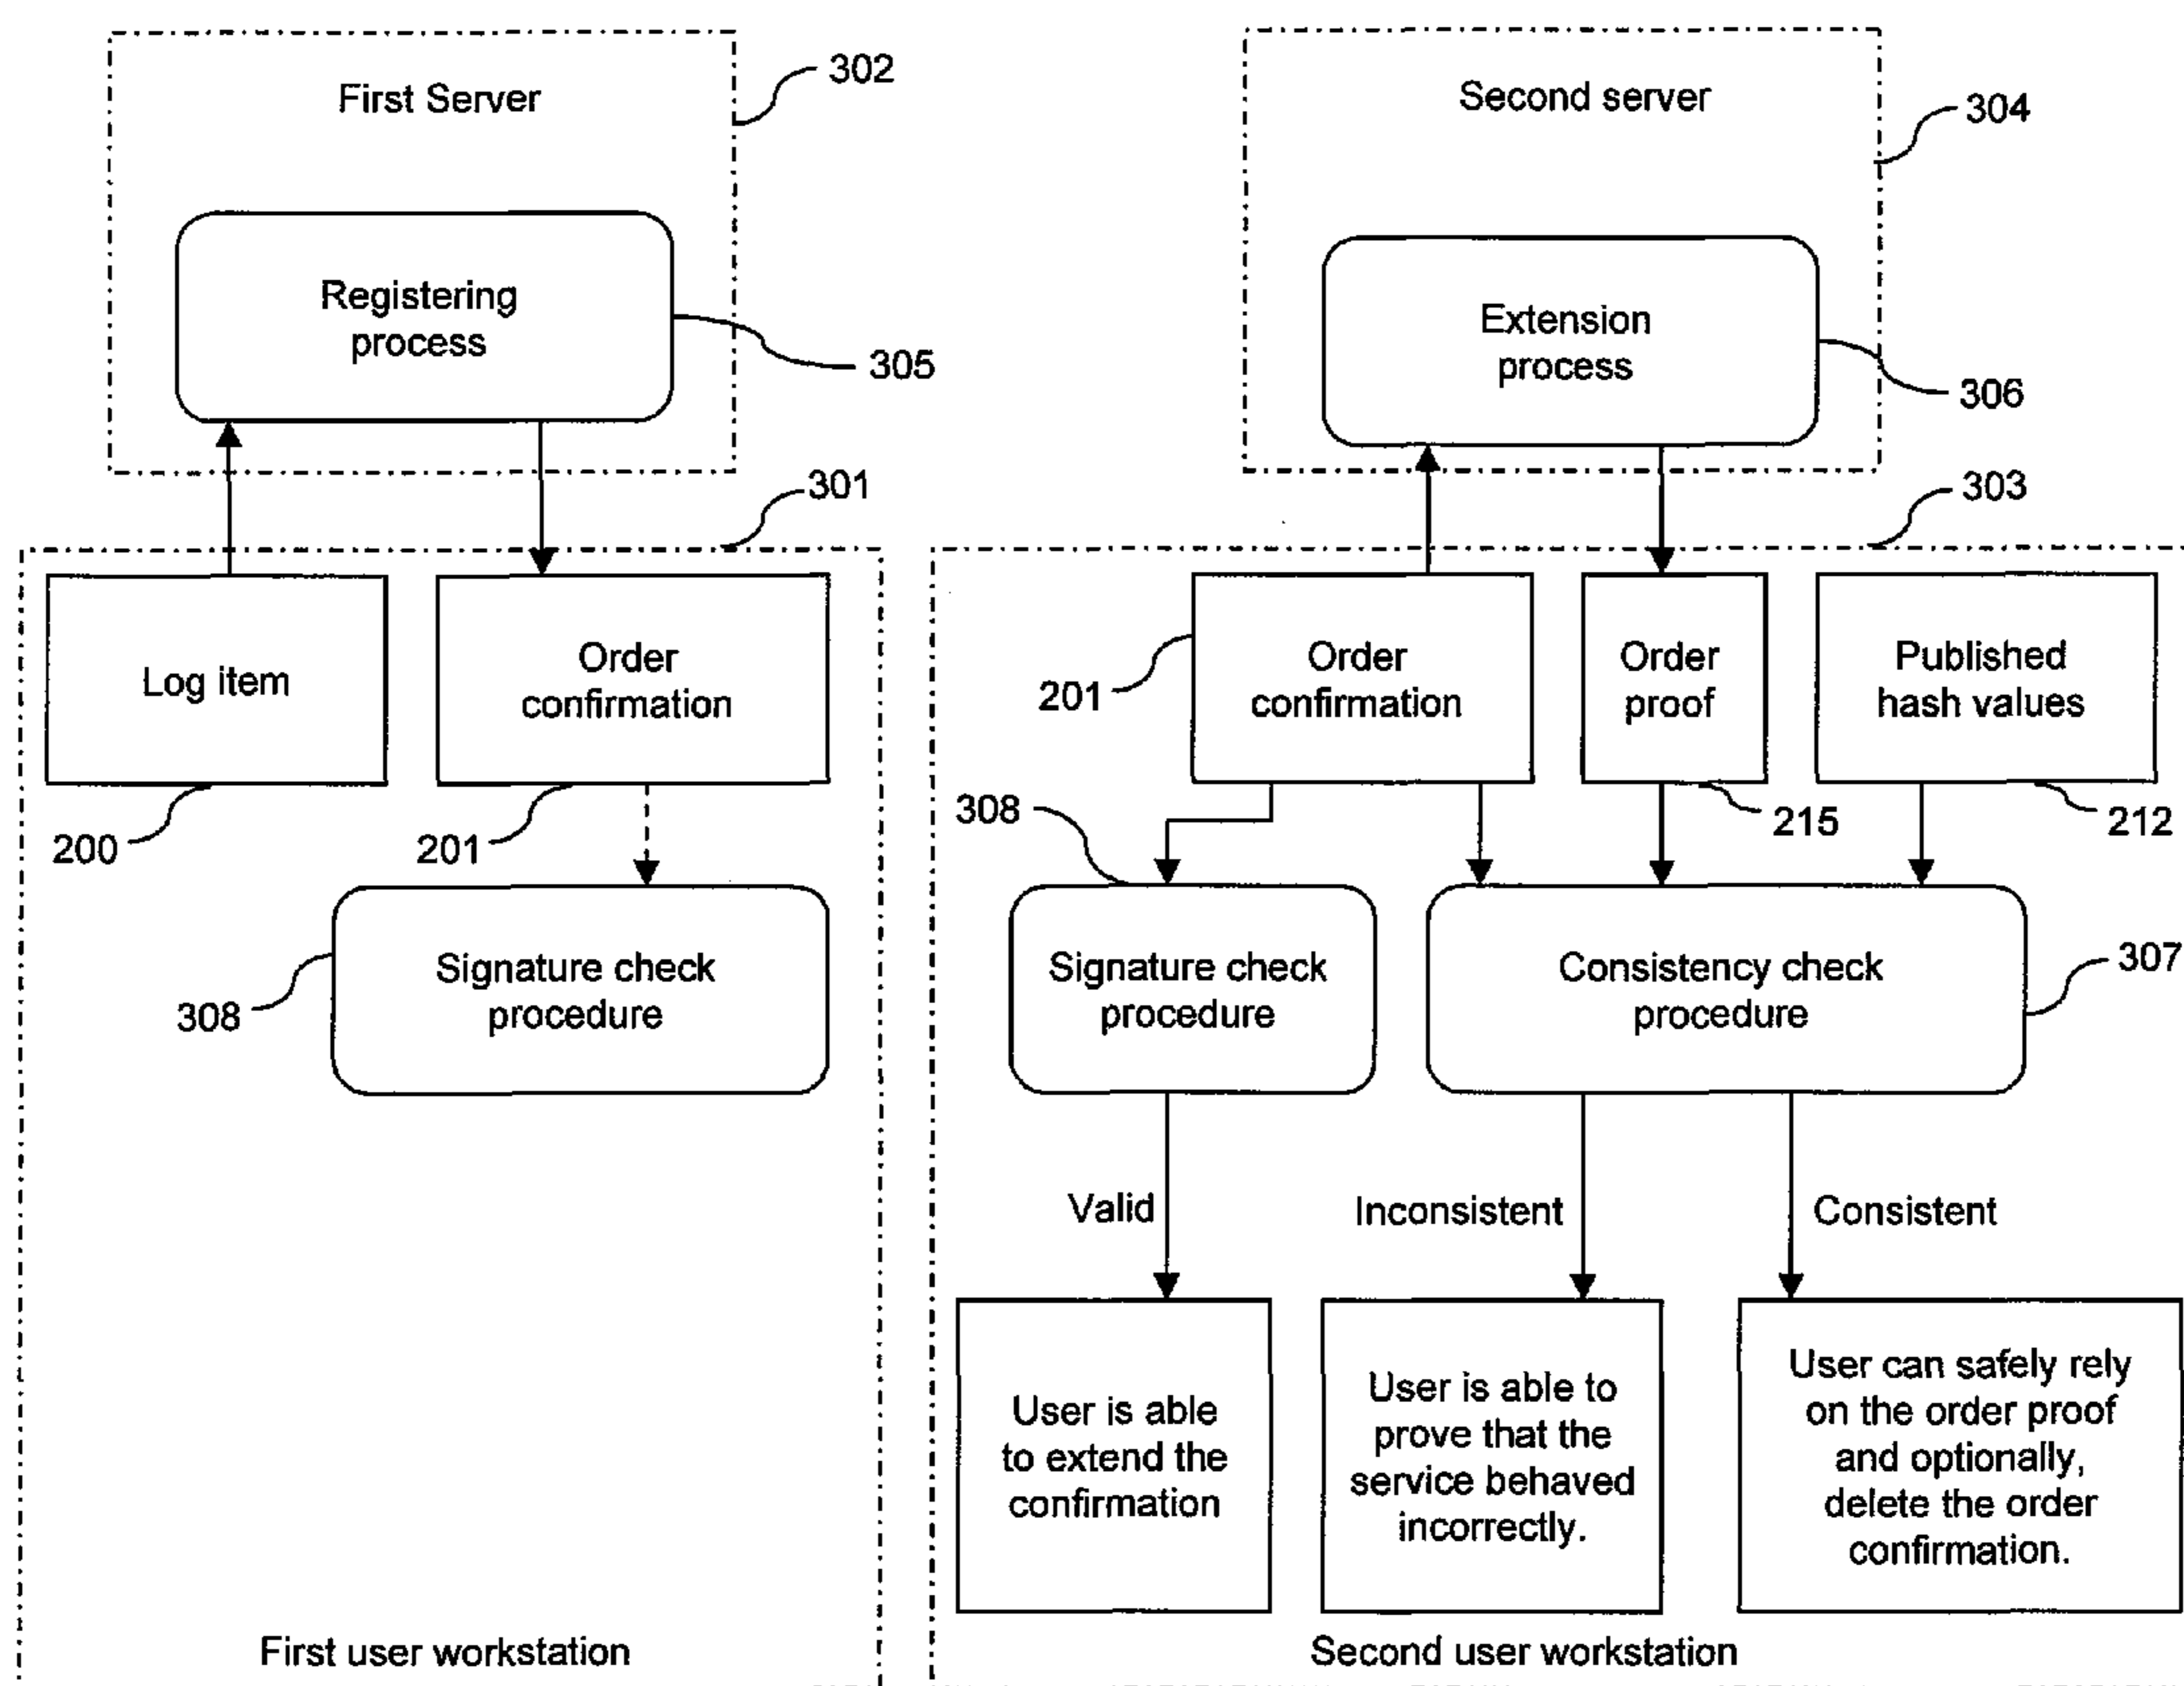 First Server
302
Second server
304
Registering
process
305
Extension
process
306
301
303
Log item
Order
confirmation
201
Order
confirmation
Order
proof
Published
hash values
200
201
308
215
212
308
Signature check
procedure
Signature check
procedure
Consistency check
procedure
307
Valid
Inconsistent
Consistent
User is able
to extend the
confirmation
User is able to
prove that the
service behaved
incorrectly.
User can safely rely
on the order proof
and optionally,
delete the order
confirmation.
First user workstation
Second user workstation